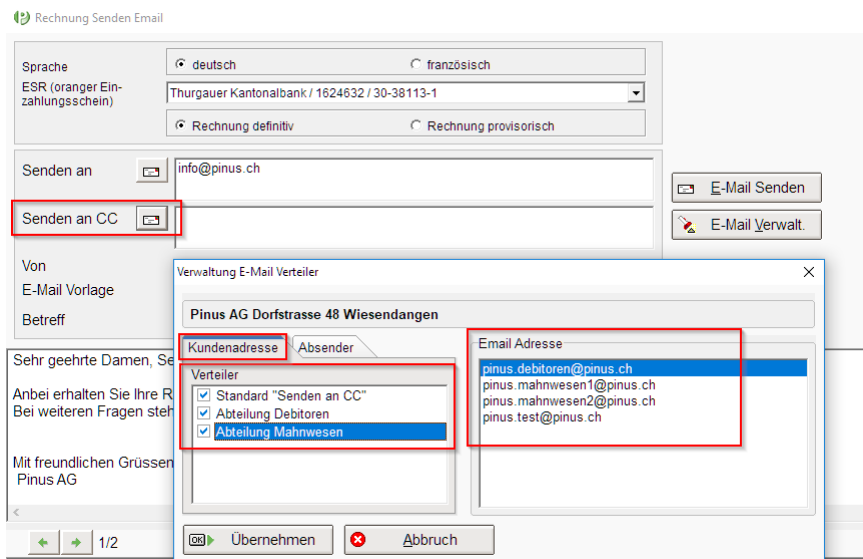 Rechnung Senden Email
Sprache
deutsch
französisch
ESR (oranger Ein-
zahlungsschein)
Thurgauer Kantonalbank / 1624632 / 30-38113-1
Rechnung definitiv
Rechnung provisorisch
Senden an
info@pinus.ch
E-Mail Senden
Senden an CC
E-Mail Verwalt.
Von
E-Mail Vorlage
Betreff
Verwaltung E-Mail Verteiler
Pinus AG Dorfstrasse 48 Wiesendangen
Kundenadresse
Absender
Verteiler
Standard "Senden an CC"
Abteilung Debitoren
Abteilung Mahnwesen
Email Adresse
pinus.debitoren@pinus.ch
pinus.mahnwesen1@pinus.ch
pinus.mahnwesen2@pinus.ch
pinus.test@pinus.ch
OK Übernehmen
Abbruch
Sehr geehrte Damen, Se
Anbei erhalten Sie Ihre R
Bei weiteren Fragen steh
Mit freundlichen Grüssen
Pinus AG
1/2